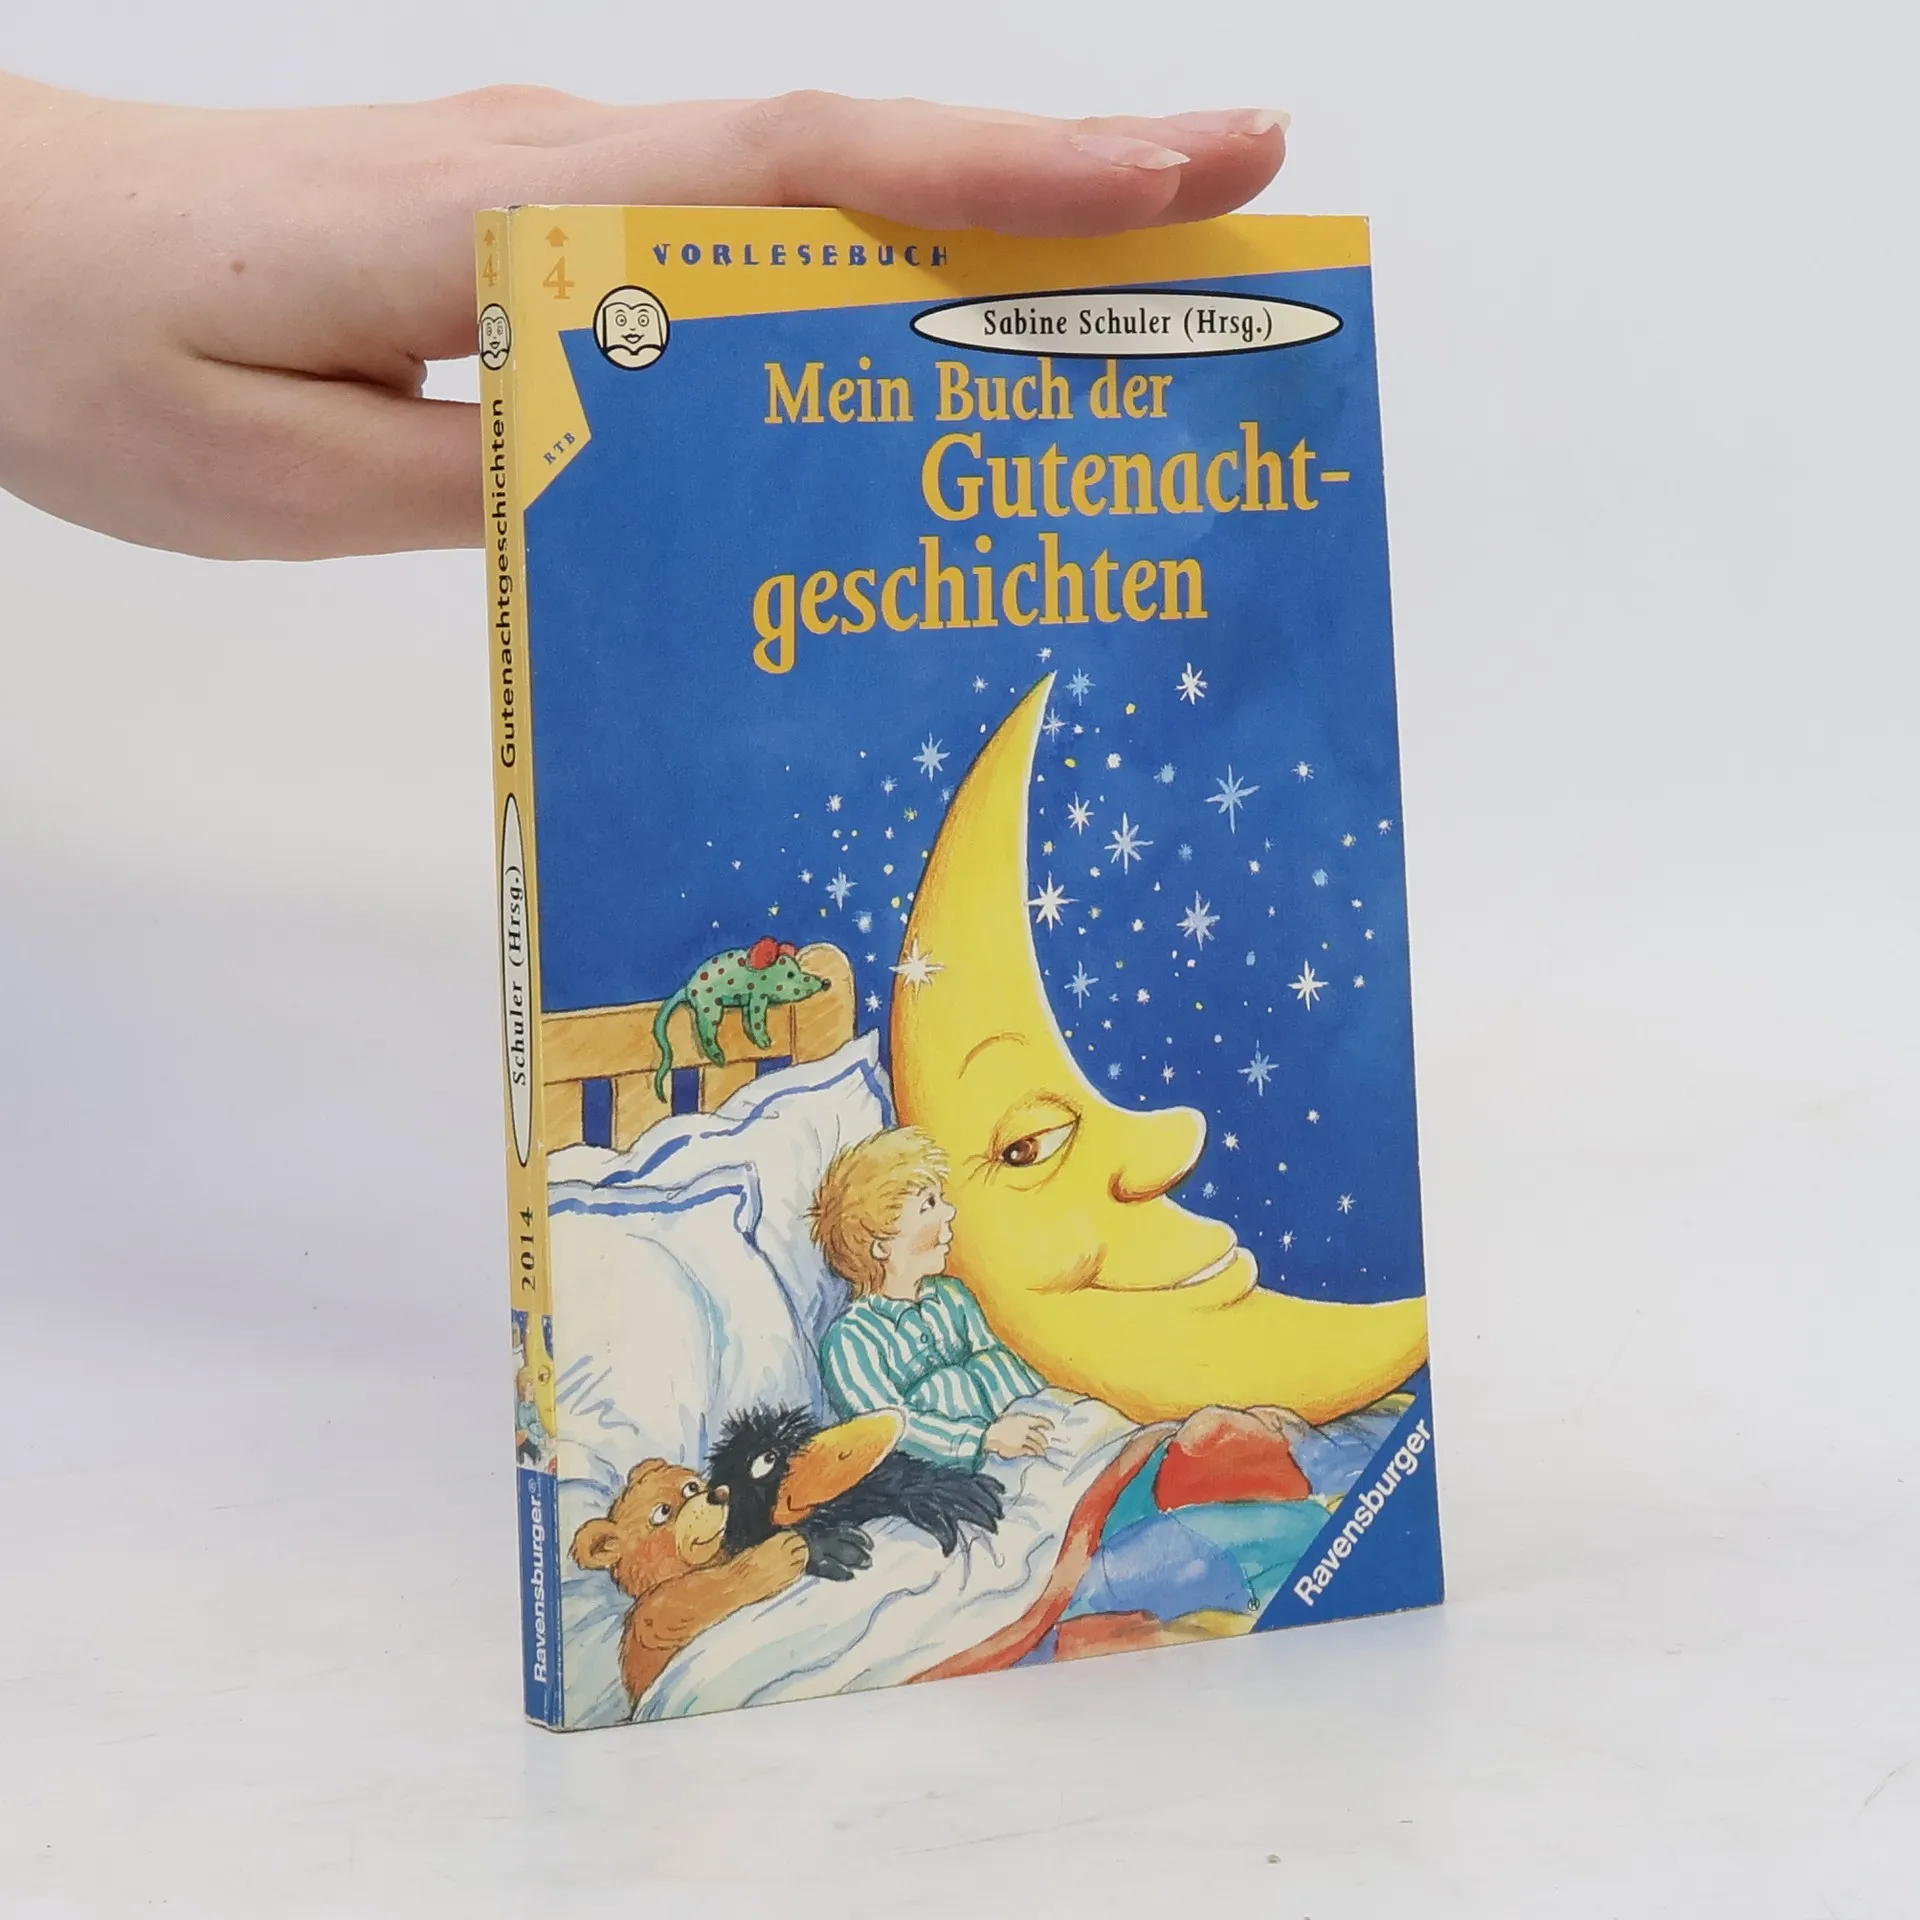 4
VORLESEBUCH
Sabine Schuler (Hrsg.)
Mein Buch der
Gutenacht-
geschichten
RTB
Ravensburger
®
4
Gutenachtgeschichten
Schuler (Hrsg.)
2014
Ravensburger®